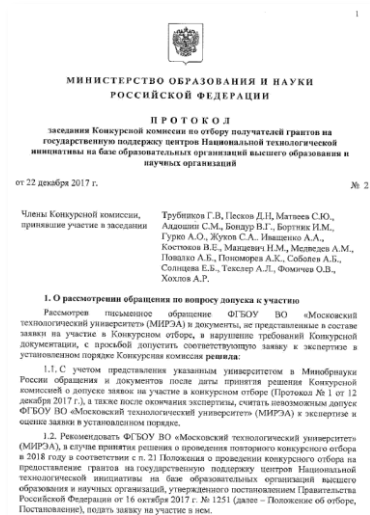 1
МИНИСТЕРСТВО ОБРАЗОВАНИЯ И НАУКИ
РОССИЙСКОЙ ФЕДЕРАЦИИ
ПРОТОКОЛ
заседания Конкурсной комиссии по отбору получателей грантов на
государственную поддержку центров Национальной технологической
инициативы на базе образовательных организаций высшего образования и
научных организаций
от 22 декабря 2017 г.
№ 2
Члены Конкурсной комиссии,
принявшие участие в заседании
Трубников Г.В, Песков Д.Н, Матвеев С.Ю.,
Аадошин С.М., Бондур В.Г., Бортник И.М.,
Гурко А.О., Жуков С.А.. Иващенко А.А.,
Костюков В.Е., Манцевич Н.М., Медведев А.М.,
Повалко А.Б., Пономарев А.К., Соболев А.Б.,
Солнцева Е.Б., Текслер А.Л., Фомичев О.В.,
Хохлов А.Р.
1. О рассмотрении обращения по вопросу допуска к участию
Рассмотрев письменное обращение ФГБОУ ВО «Московский
технологический университет» (МИРЭА) и документы, не представленные в составе
заявки на участие в Конкурсном отборе, в нарушение требований Конкурсной
документации, с просьбой допустить соответствующую заявку к экспертизе в
установленном порядке Конкурсная комиссия решила:
1.1. С учетом представления указанным университетом в Минобрнауки
России обращения и документов после даты принятия решения Конкурсной
комиссией о допуске заявок на участие в конкурсном отборе (Протокол № 1 от 12
декабря 2017 г.), а также после окончания экспертизы, считать невозможным допуск
ФГБОУ ВО «Московский технологический университет» (МИРЭА) к экспертизе и
оценке заявки в установленном порядке.
1.2. Рекомендовать ФГБОУ ВО «Московский технологический университет»
(МИРЭА), в случае принятия решения о проведении повторного конкурсного отбора
в 2018 году в соответствии с п. 21 Положения о проведении конкурсного отбора на
предоставление грантов на государственную поддержку центров Национальной
технологической инициативы на базе образовательных организаций высшего
образования и научных организаций, утвержденного постановлением Правительства
Российской Федерации от 16 октября 2017 г. № 1251 (далее – Положение об отборе,
Постановление), подать заявку на участие в нем.